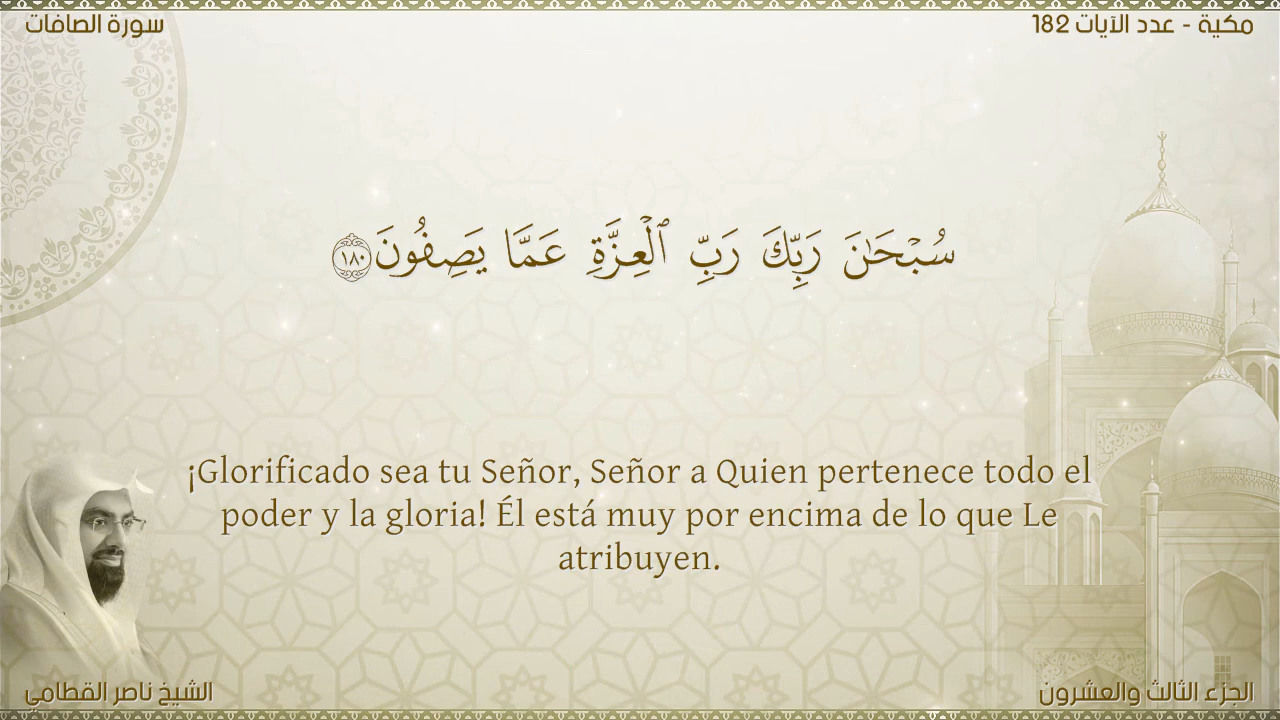 سورة الصافات
مكية - عدد الآيات 182
سُبْحَٰنَ رَبِّكَ رَبِّ ٱلْعِزَّةِ عَمَّا يَصِفُونَ ١٨٠
¡Glorificado sea tu Señor, Señor a Quien pertenece todo el
poder y la gloria! Él está muy por encima de lo que Le
atribuyen.
الشيخ ناصر القطامي
الجزء الثالث والعشرون